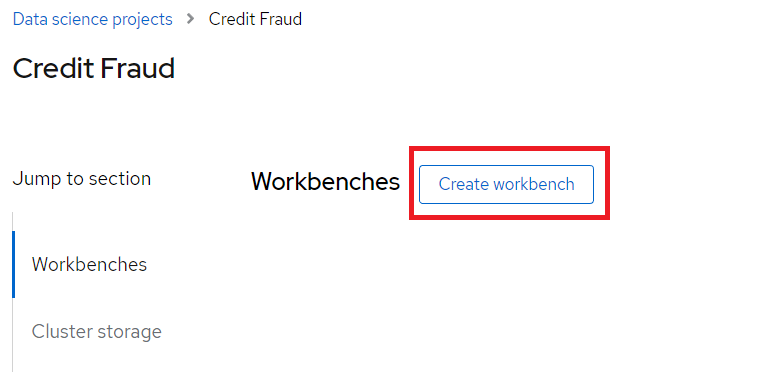 Data science projects > Credit Fraud
Credit Fraud
Jump to section
Workbenches Create workbench
Workbenches
Cluster storage